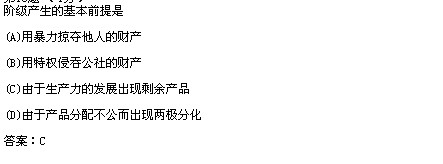 阶级产生的基本前提是
(A)用暴力掠夺他人的财产
(B)用特权侵吞公社的财产
(C)由于生产力的发展出现剩余产品
(D)由于产品分配不公而出现两极分化
答案：C